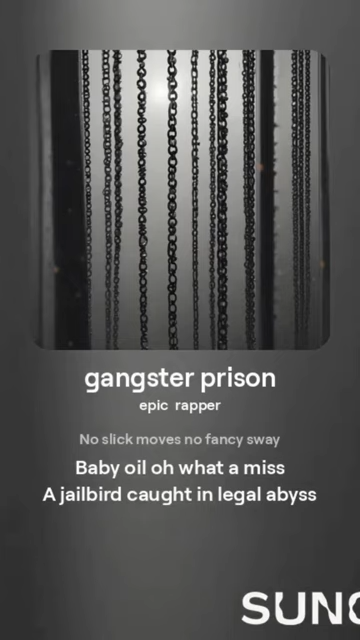 gangster prison
epic rapper
No slick moves no fancy sway
Baby oil oh what a miss
A jailbird caught in legal abyss
SUNO